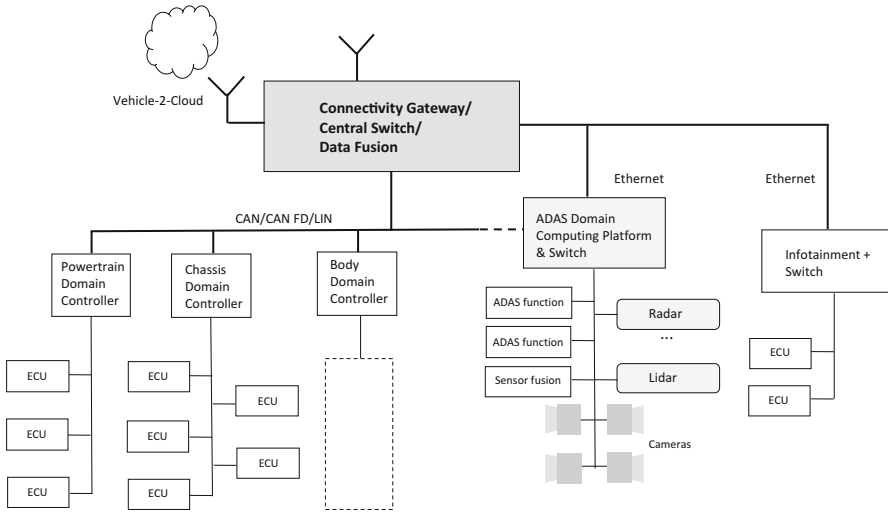 Vehicle-2-Cloud
Connectivity Gateway/
Central Switch/
Data Fusion
Ethernet
Ethernet
CAN/CAN FD/LIN
ADAS Domain
Computing Platform
& Switch
Infotainment +
Switch
Powertrain
Domain
Controller
Chassis
Domain
Controller
Body
Domain
Controller
ADAS function
Radar
...
ADAS function
Sensor fusion
Lidar
Cameras
ECU
ECU
ECU
ECU
ECU
ECU
ECU
ECU
ECU
ECU